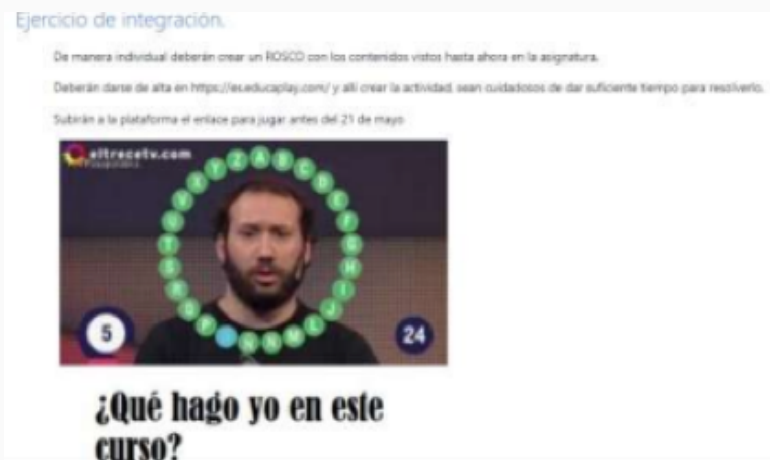 Ejercicio de integración.
De manera individual deberán crear un ROSCO con los contenidos vistos hasta ahora en la asignatura.
Deberán darse de alta en https://es.educaplay.com/ y allí crear la actividad, sean cuidadosos de dar suficiente tiempo para resolverlo.
Subirán a la plataforma el enlace para jugar antes del 21 de mayo
eltrecetv.com
Y Z A B C D E F G H I J L M N Ñ P Q R S T U V X
5
24
¿Qué hago yo en este
curso?